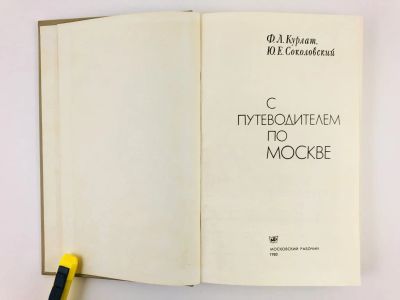 Ф. Л. Курлат,
Ю. Е. Соколовский
С
ПУТЕВОДИТЕЛЕМ
ПО
МОСКВЕ
МОСКОВСКИЙ РАБОЧИЙ
1980